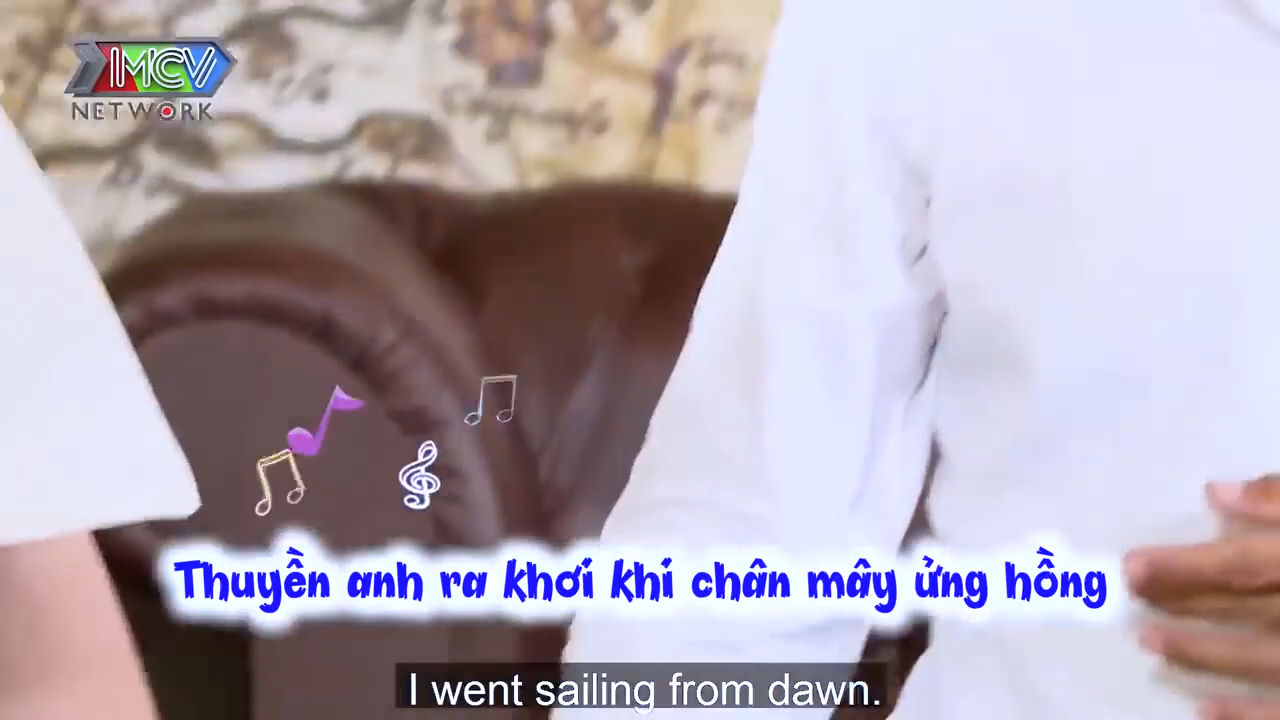 MCV
NETWORK
Thuyền anh ra khơi khi chân mây ửng hồng
I went sailing from dawn.